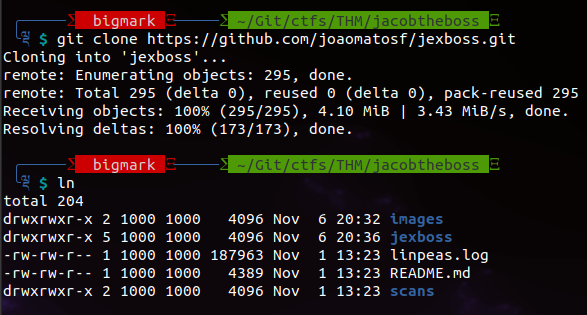 bigmark ~/Git/ctfs/THM/jacobtheboss
$ git clone https://github.com/joaomatosf/jexboss.git
Cloning into 'jexboss'...
remote: Enumerating objects: 295, done.
remote: Total 295 (delta 0), reused 0 (delta 0), pack-reused 295
Receiving objects: 100% (295/295), 4.10 MiB | 3.43 MiB/s, done.
Resolving deltas: 100% (173/173), done.
bigmark ~/Git/ctfs/THM/jacobtheboss
$ ln
total 204
drwxrwxr-x 2 1000 1000 4096 Nov 6 20:32 images
drwxrwxr-x 5 1000 1000 4096 Nov 6 20:36 jexboss
-rw-rw-r-- 1 1000 1000 187963 Nov 1 13:23 linpeas.log
-rw-rw-r-- 1 1000 1000 4389 Nov 1 13:23 README.md
drwxrwxr-x 2 1000 1000 4096 Nov 1 13:23 scans